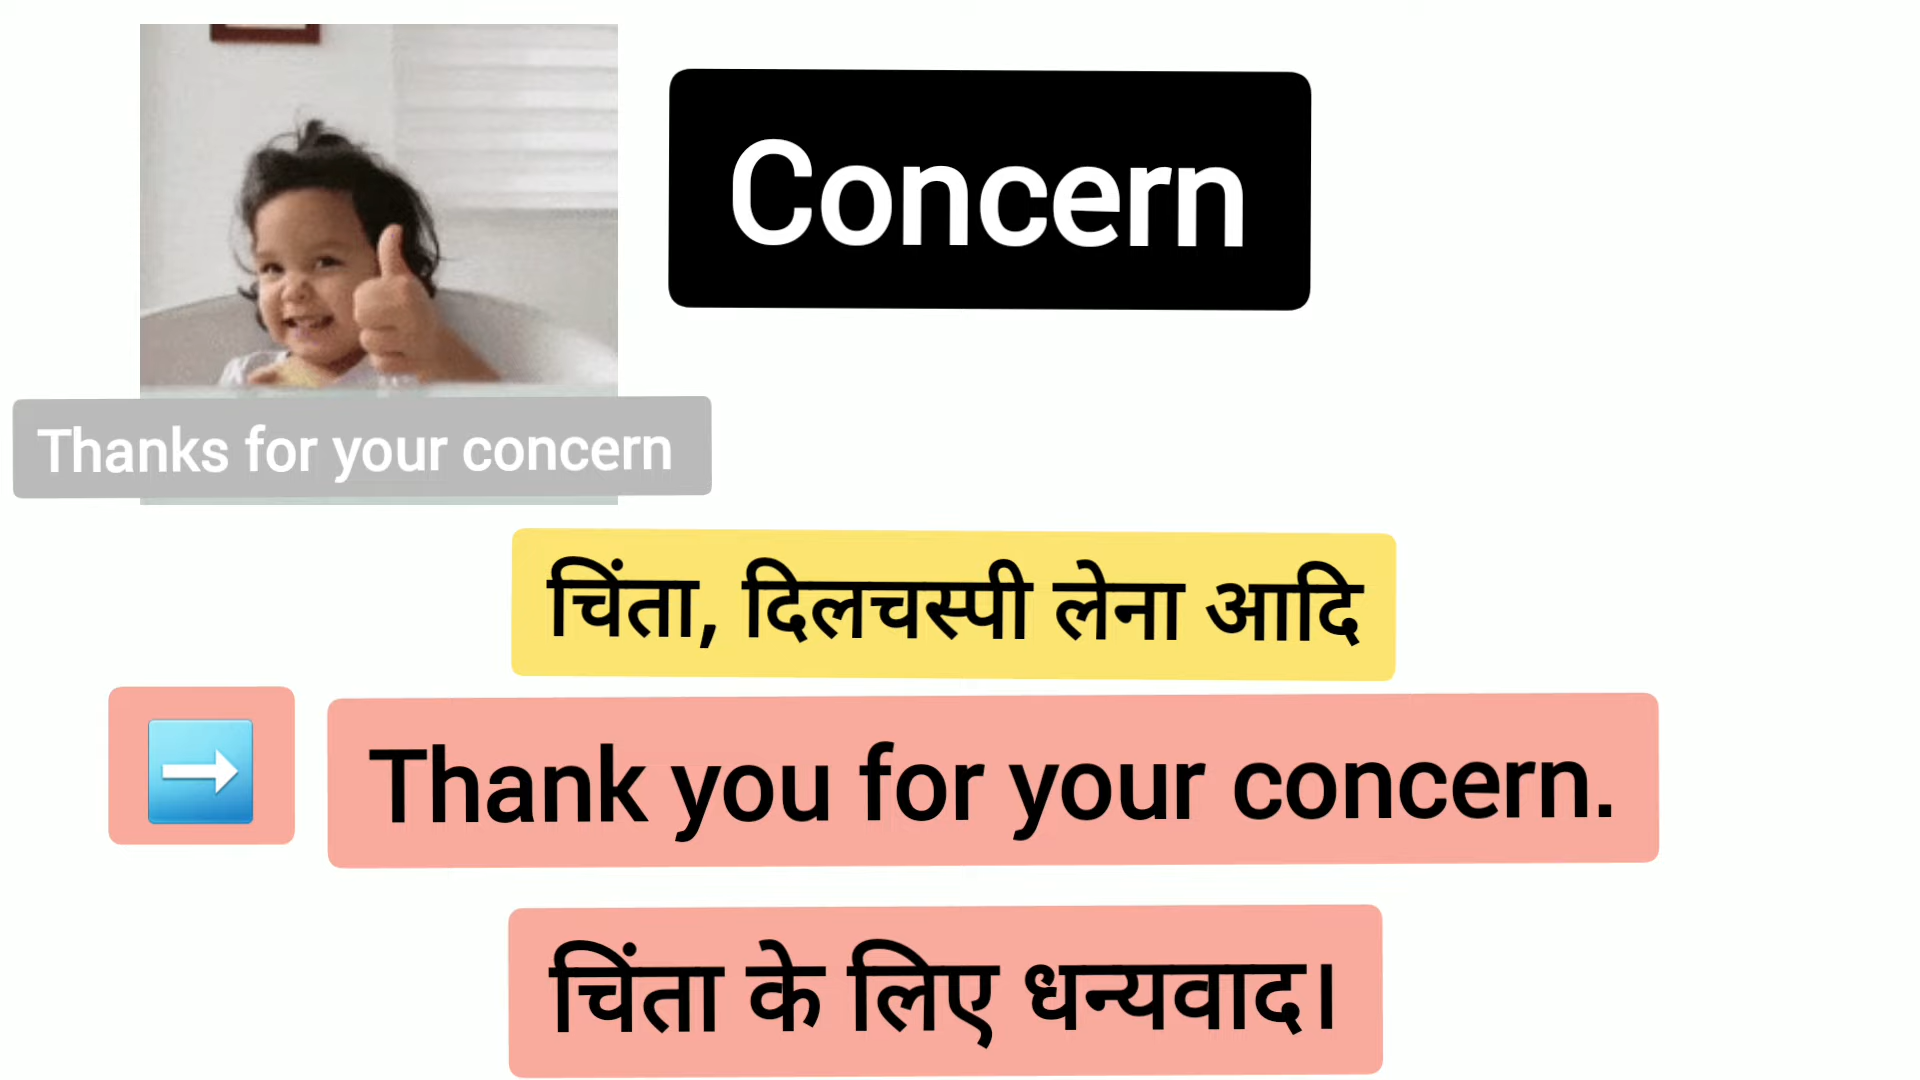 Concern
Thanks for your concern
चिंता, दिलचस्पी लेना आदि
Thank you for your concern.
चिंता के लिए धन्यवाद।